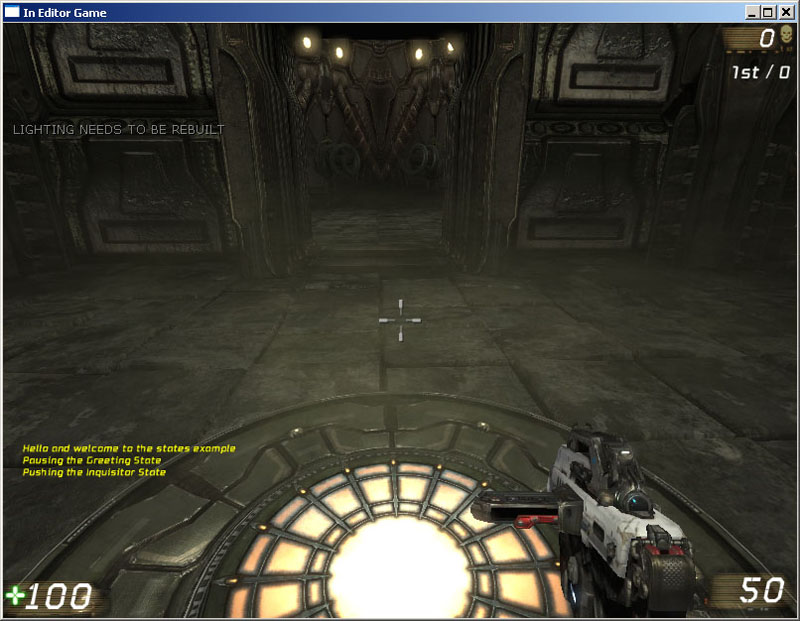 In Editor Game
0
1st / 0
LIGHTING NEEDS TO BE REBUILT
Hello and welcome to the states example
Pausing the Greeting State
Pushing the Inquisitor State
+100
50